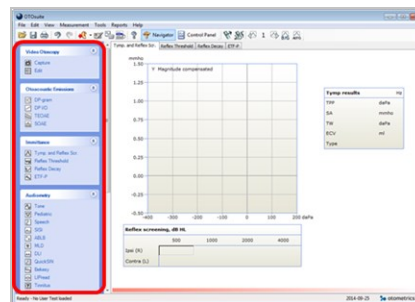 OTOsuite
File Edit View Measurement Tools Reports Help
Navigator Control Panel
Tymp. and Reflex Scr. Reflex Threshold Reflex Decay ETF-P
Video Otoscopy
Capture
Edit
Otoacoustic Emissions
DP-gram
DP I/O
TEOAE
SOAE
Immittance
Tymp. and Reflex Scr
Reflex Threshold
Reflex Decay
ETF-P
Audiometry
Tone
Pediatric
Speech
SISI
ABLB
MLD
DLI
QuickSIN
Békésy
Tinnitus
mmho
1.50
Y Magnitude compensated
1.25
1.00
0.75
0.50
0.25
0.00
-0.25
-0.50
-400 -300 -200 -100 0 100 200 daPa
Tymp results
TPP daPa
SA mmho
TW daPa
ECV ml
Type
Reflex screening, dB HL
500 1000 2000 4000
Ipsi (R)
Contra (L)
Ready - No User Test loaded
2014-09-25 otometrics